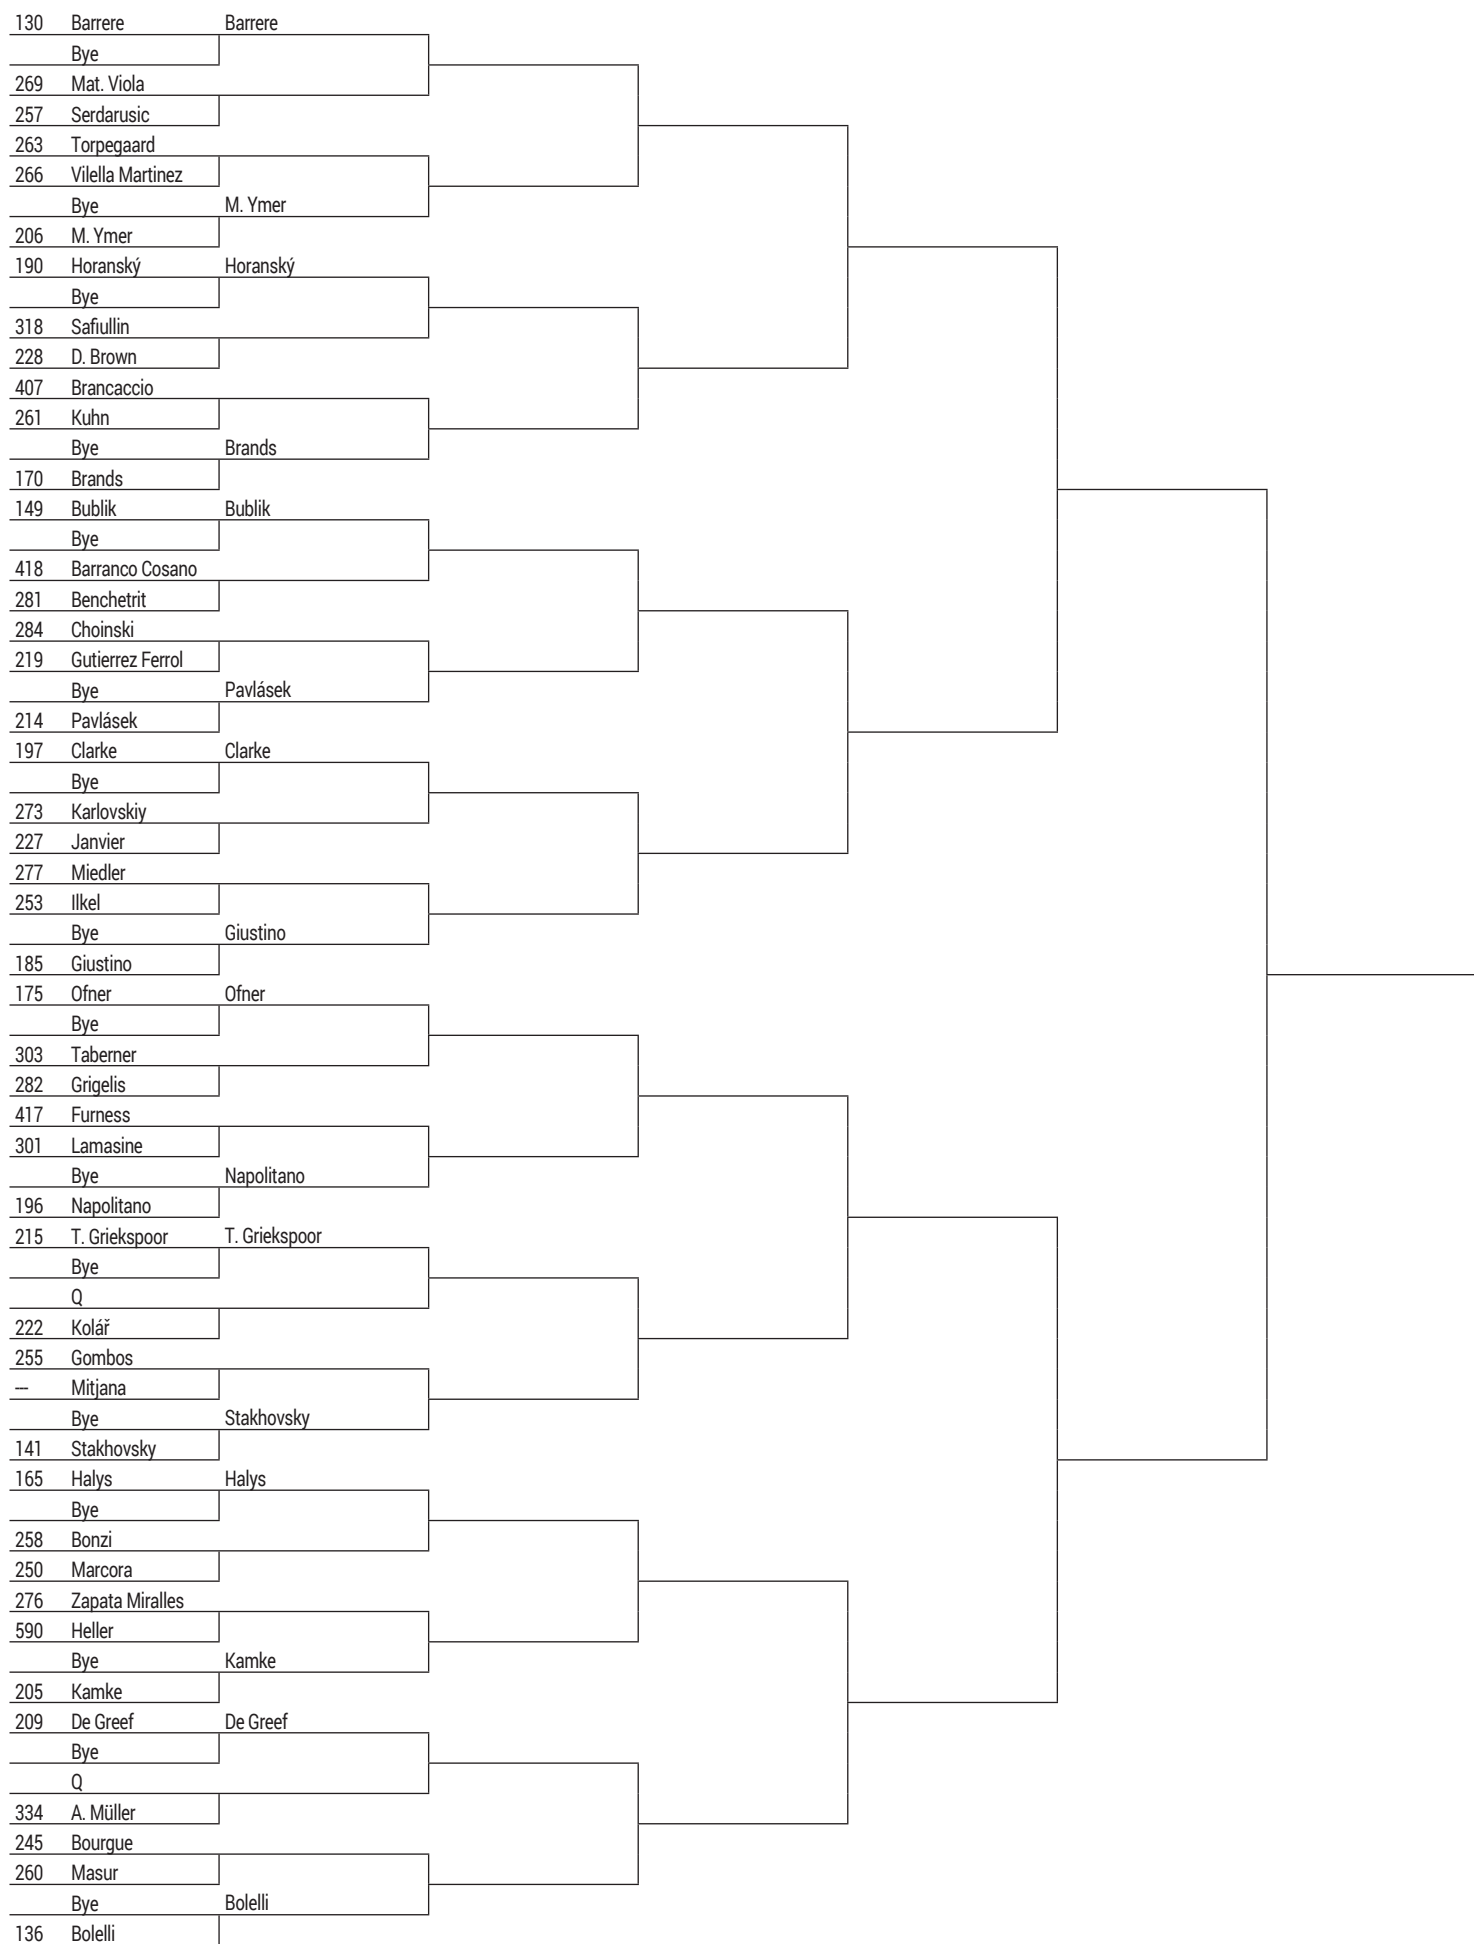 130 Barrere Barrere
Bye
269 Mat. Viola
257 Serdarusic
263 Torpegaard
266 Vilella Martinez
Bye M. Ymer
206 M. Ymer
190 Horanský Horanský
Bye
318 Safiullin
228 D. Brown
407 Brancaccio
261 Kuhn
Bye Brands
170 Brands
149 Bublik Bublik
Bye
418 Barranco Cosano
281 Benchetrit
284 Choinski
219 Gutierrez Ferrol
Bye Pavlásek
214 Pavlásek
197 Clarke Clarke
Bye
273 Karlovskiy
227 Janvier
277 Miedler
253 Ilkel
Bye Giustino
185 Giustino
175 Ofner Ofner
Bye
303 Taberner
282 Grigelis
417 Furness
301 Lamasine
Bye Napolitano
196 Napolitano
215 T. Griekspoor T. Griekspoor
Bye
Q
222 Kolář
255 Gombos
--- Mitjana
Bye Stakhovsky
141 Stakhovsky
165 Halys Halys
Bye
258 Bonzi
250 Marcora
276 Zapata Miralles
590 Heller
Bye Kamke
205 Kamke
209 De Greef De Greef
Bye
Q
334 A. Müller
245 Bourgue
260 Masur
Bye Bolelli
136 Bolelli